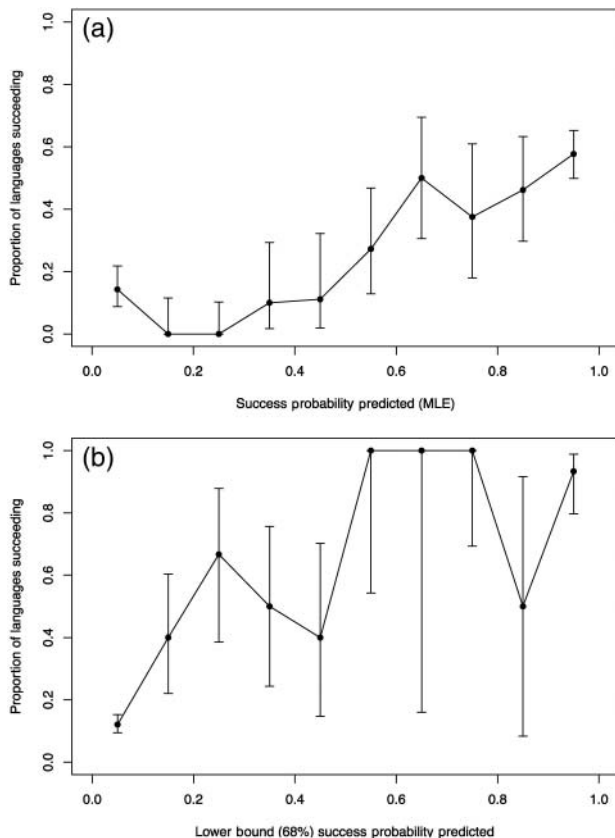 (a)
Proportion of languages succeeding
1.0
0.8
0.6
0.4
0.2
0.0
0.0 0.2 0.4 0.6 0.8 1.0
Success probability predicted (MLE)
(b)
Proportion of languages succeeding
1.0
0.8
0.6
0.4
0.2
0.0
0.0 0.2 0.4 0.6 0.8 1.0
Lower bound (68%) success probability predicted